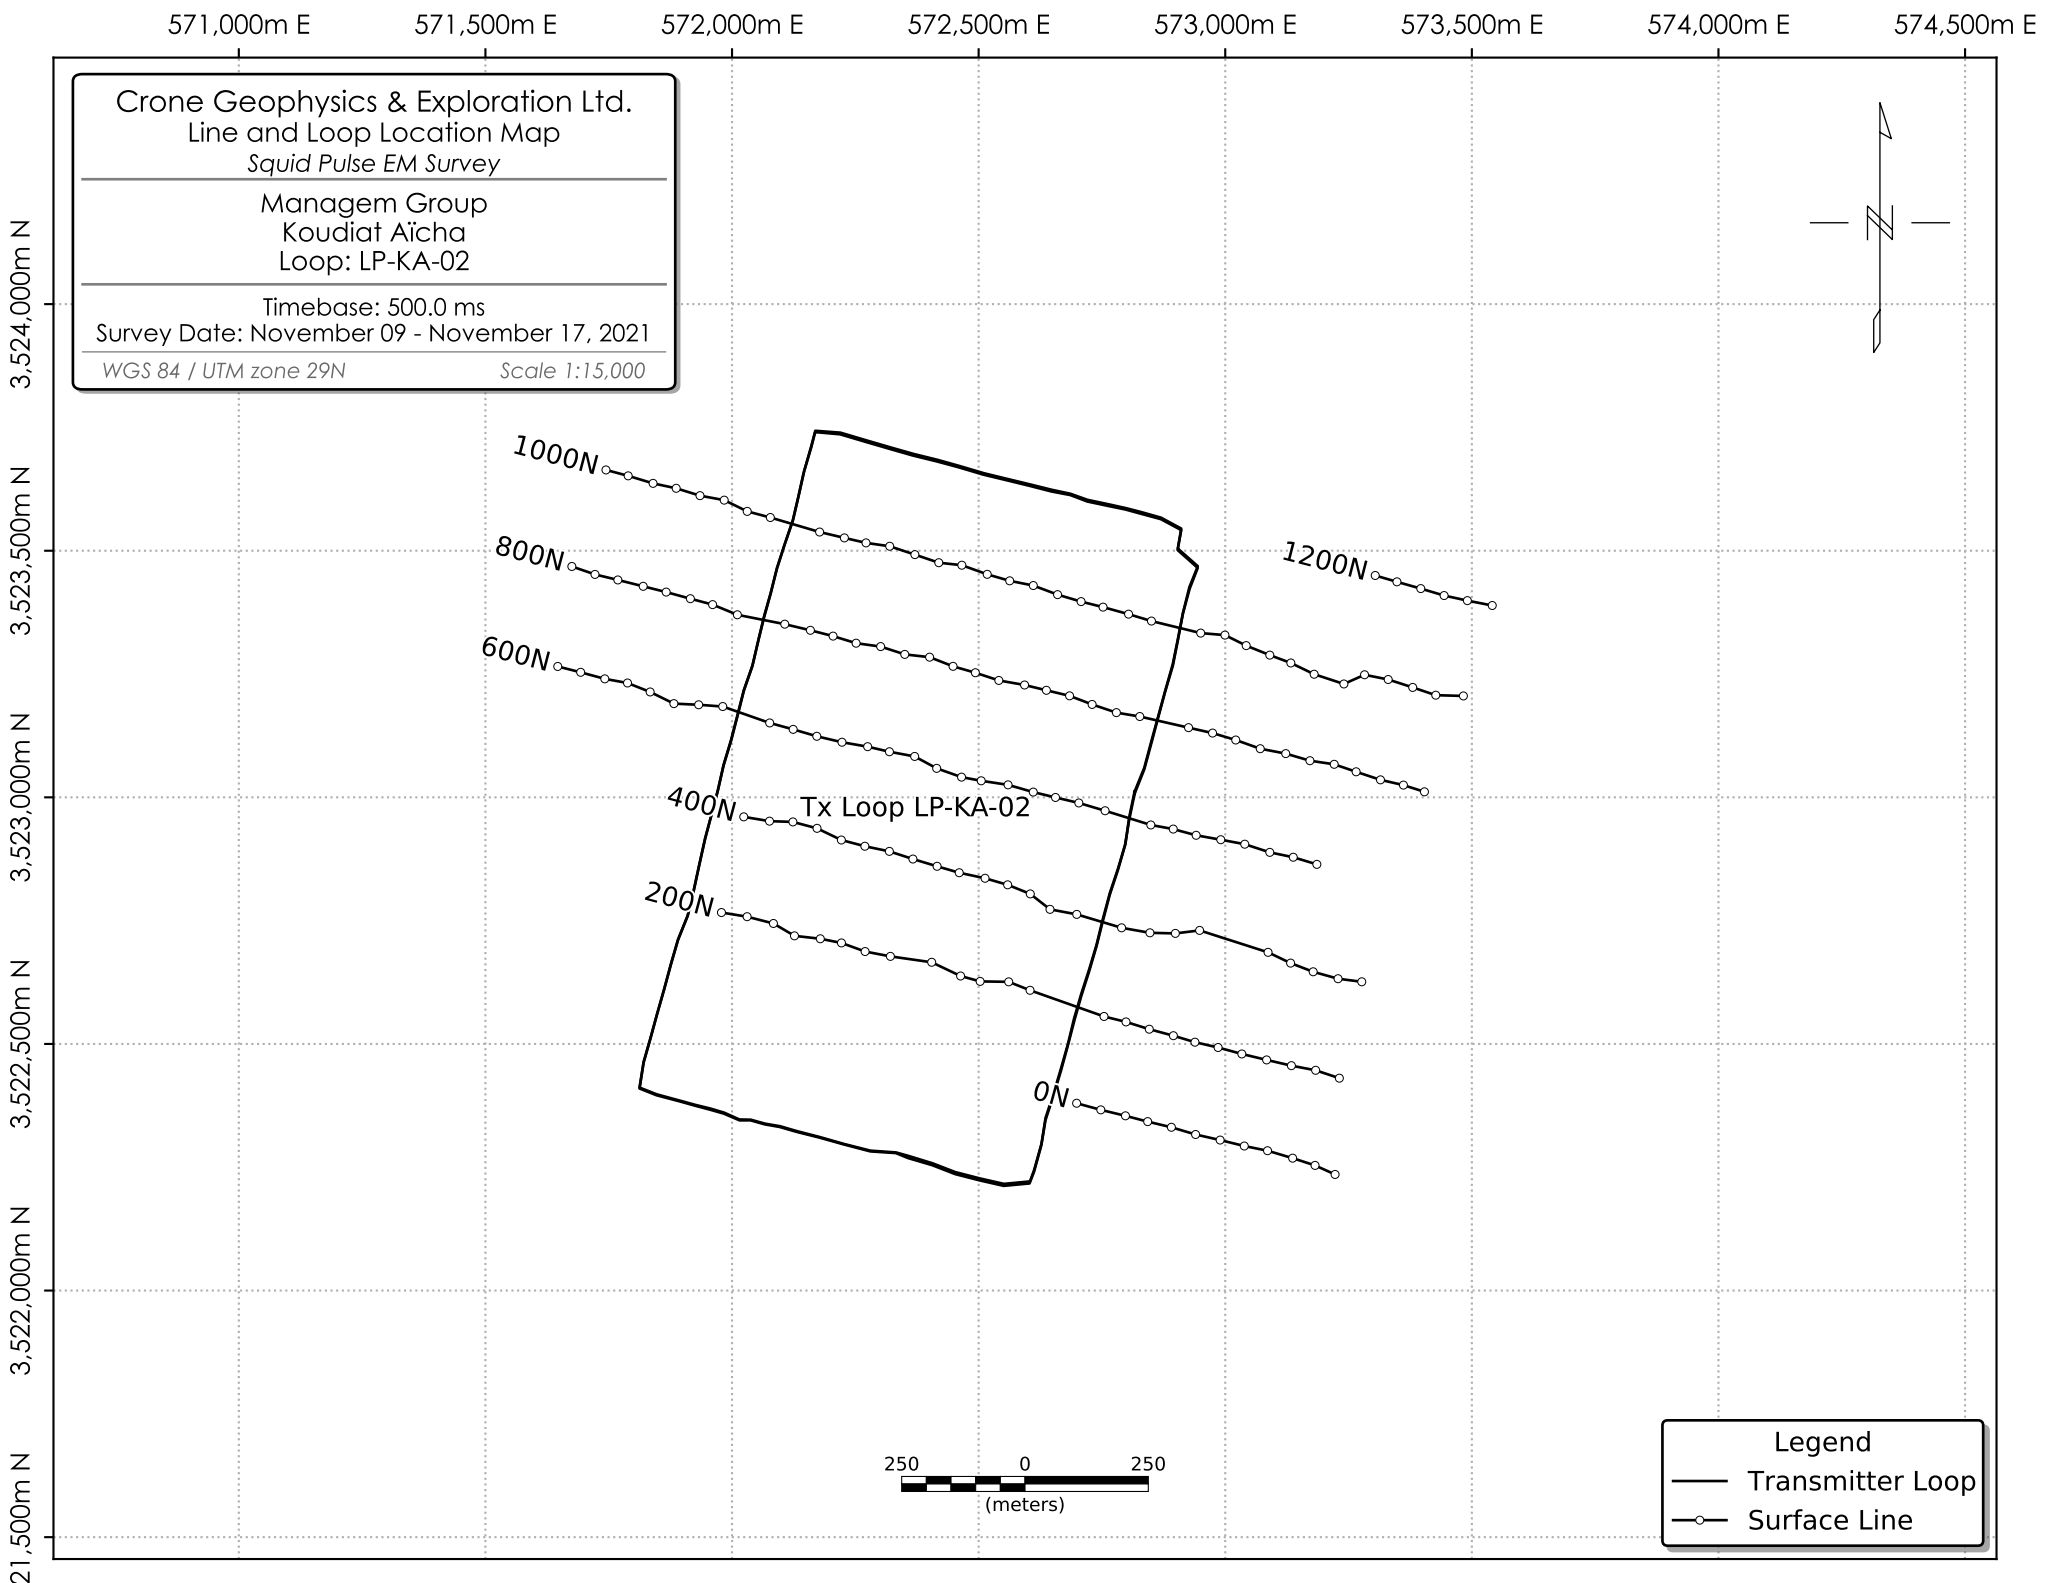 571,000m E 571,500m E 572,000m E 572,500m E 573,000m E 573,500m E 574,000m E 574,500m E
Crone Geophysics & Exploration Ltd.
Line and Loop Location Map
Squid Pulse EM Survey
Managem Group
Koudiat Aïcha
Loop: LP-KA-02
Timebase: 500.0 ms
Survey Date: November 09 - November 17, 2021
WGS 84 / UTM zone 29N Scale 1:15,000
N
3,524,000m N
3,523,500m N
3,523,000m N
3,522,500m N
3,522,000m N
21,500m N
1000N
800N
1200N
600N
400N
Tx Loop LP-KA-02
200N
0N
250 0 250
(meters)
Legend
Transmitter Loop
Surface Line